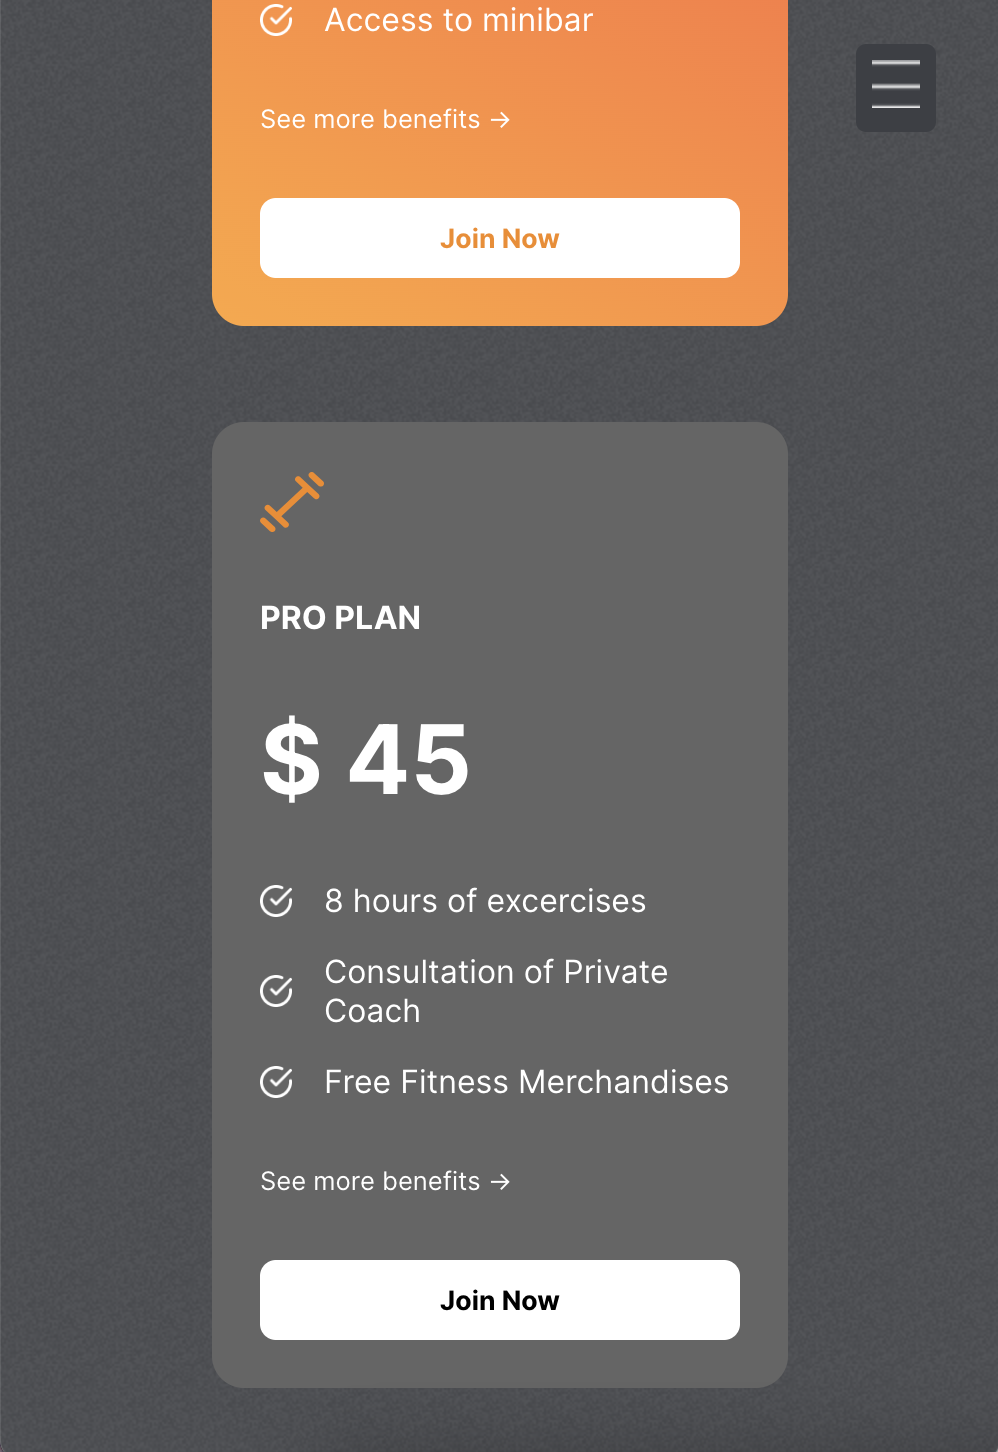 Access to minibar
See more benefits →
Join Now
PRO PLAN
$ 45
8 hours of excercises
Consultation of Private
Coach
Free Fitness Merchandises
See more benefits →
Join Now